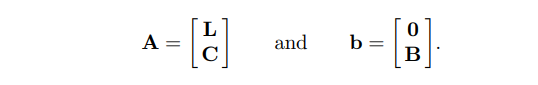 A = [L C] and b = [0 B].